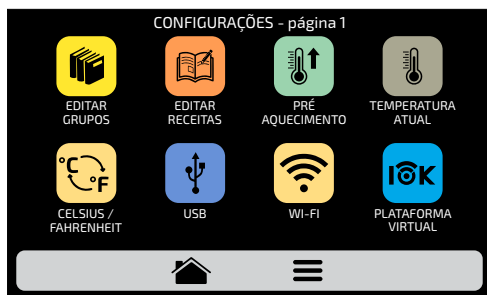 CONFIGURAÇÕES - página 1
EDITAR
GRUPOS
EDITAR
RECEITAS
PRÉ
AQUECIMENTO
TEMPERATURA
ATUAL
°C
°F
CELSIUS /
FAHRENHEIT
USB
WI-FI
IOK
PLATAFORMA
VIRTUAL